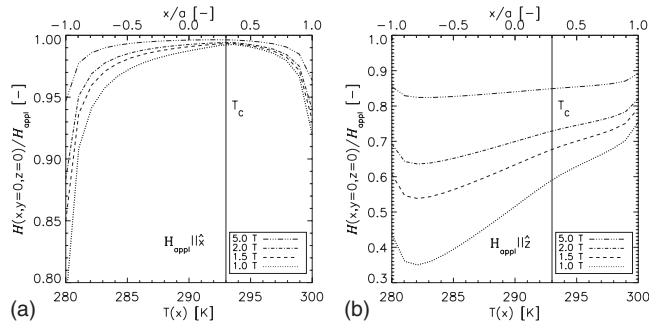 x/a [-]
-1.0 -0.5 0.0 0.5 1.0
H(x,y=0,z=0)/H_appl [-]
1.00
0.95
0.90
0.85
0.80
T_c
H_appl||x̂
5.0 T
2.0 T
1.5 T
1.0 T
280 285 290 295 300
T(x) [K]
(a)
x/a [-]
-1.0 -0.5 0.0 0.5 1.0
H(x,y=0,z=0)/H_appl [-]
1.0
0.9
0.8
0.7
0.6
0.5
0.4
0.3
T_c
H_appl||ẑ
5.0 T
2.0 T
1.5 T
1.0 T
280 285 290 295 300
T(x) [K]
(b)